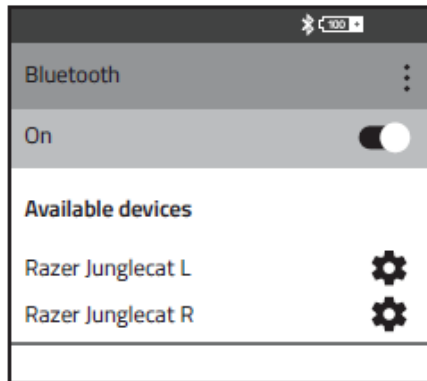 100 +
Bluetooth
On
Available devices
Razer Junglecat L
Razer Junglecat R